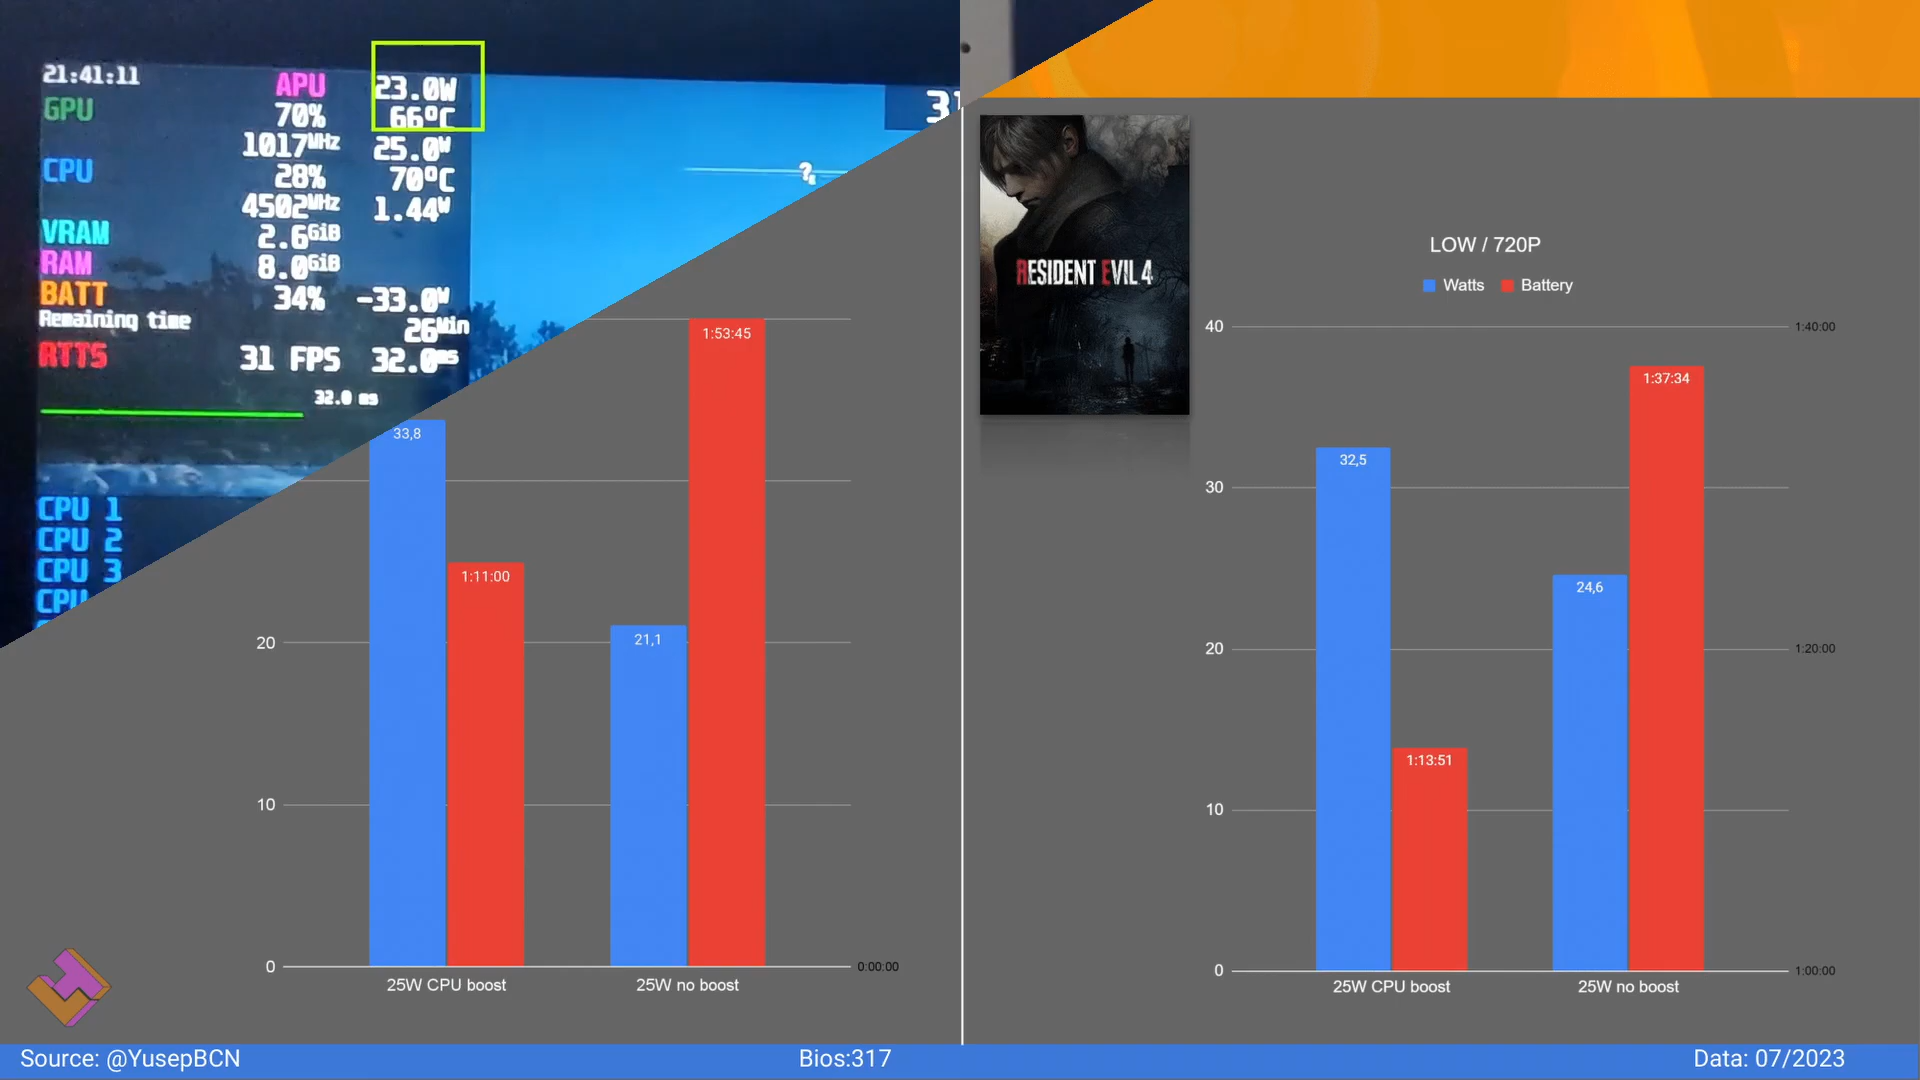 21:41:11
APU 23.0W
GPU 70% 66°C
1017MHz 25.0W
CPU 28% 70°C
4502MHz 1.44W
VRAM 2.6GiB
RAM 8.0GiB
BATT 34% -33.0W
Remaining time 26Min
RTTS 31 FPS 32.0ms
32.0 ms
CPU 1
CPU 2
CPU 3
CPU
33,8
1:11:00
21,1
1:53:45
20
10
0
0:00:00
25W CPU boost
25W no boost
RESIDENT EVIL 4
LOW / 720P
Watts Battery
40
30
20
10
0
1:40:00
1:20:00
1:00:00
32,5
1:13:51
24,6
1:37:34
25W CPU boost
25W no boost
Source: @YusepBCN
Bios:317
Data: 07/2023